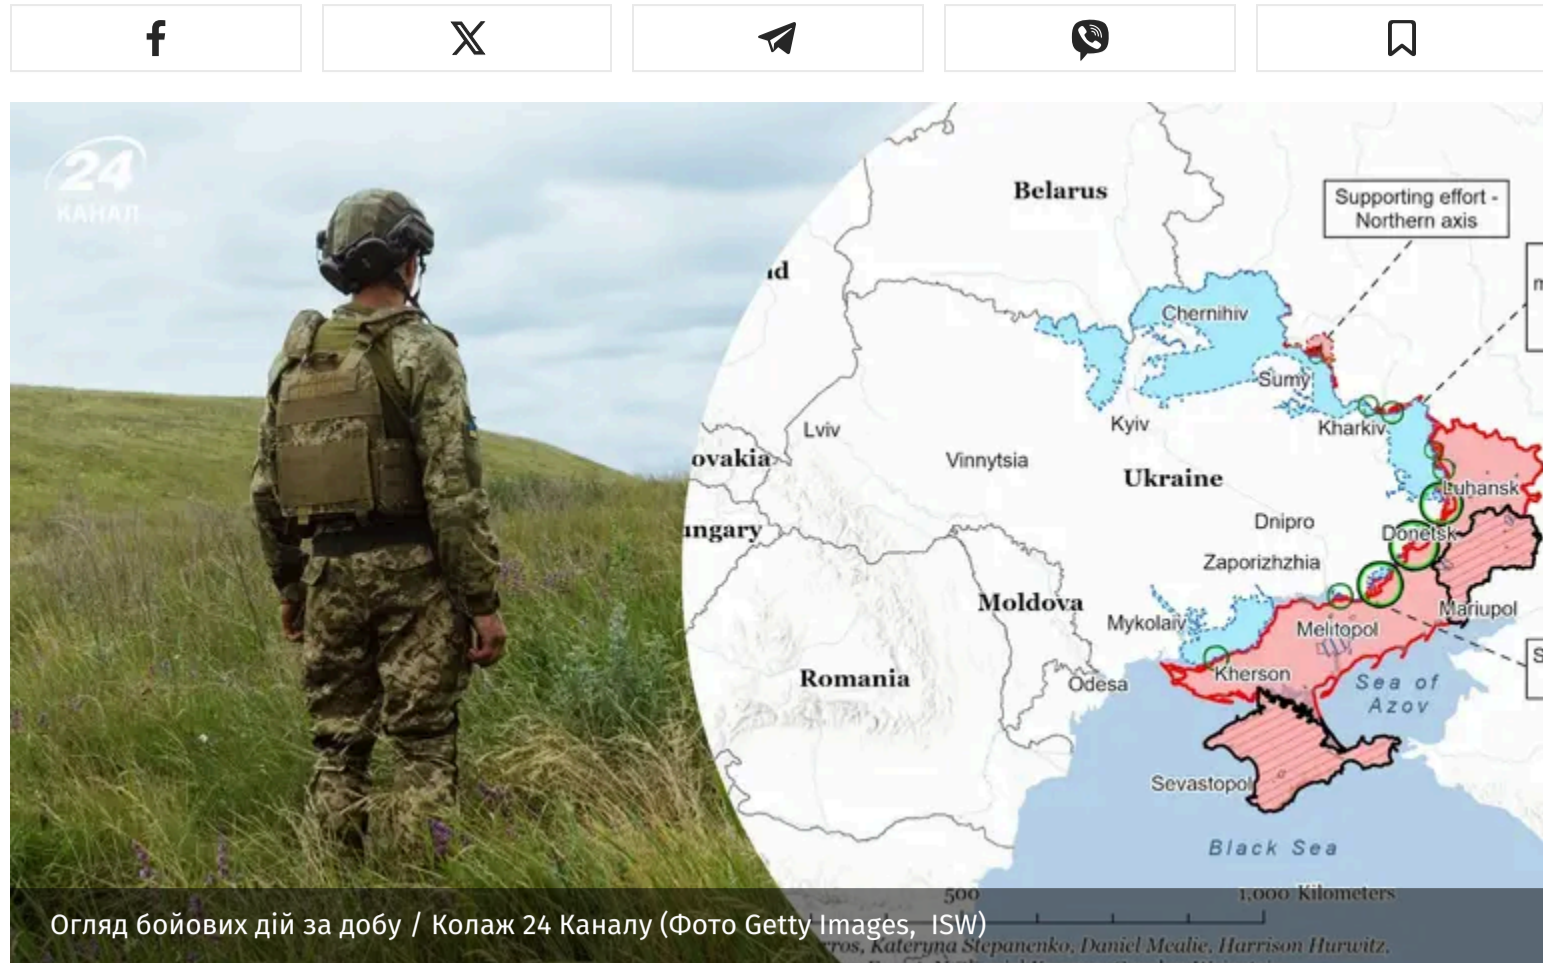 24
КАНАЛ
Belarus
Supporting effort -
Northern axis
Chernihiv
Sumy
Kyiv
Kharkiv
Lviv
Vinnytsia
Ukraine
Luhansk
Dnipro
Donetsk
Zaporizhzhia
Moldova
Mykolaiv
Mariupol
Melitopol
Romania
Odesa
Kherson
Sea of
Azov
Sevastopol
Black Sea
500
1,000 Kilometers
Огляд бойових дій за добу / Колаж 24 Каналу (Фото Getty Images, ISW)
Kateryna Stepanenko, Daniel Mealie, Harrison Hurwitz,